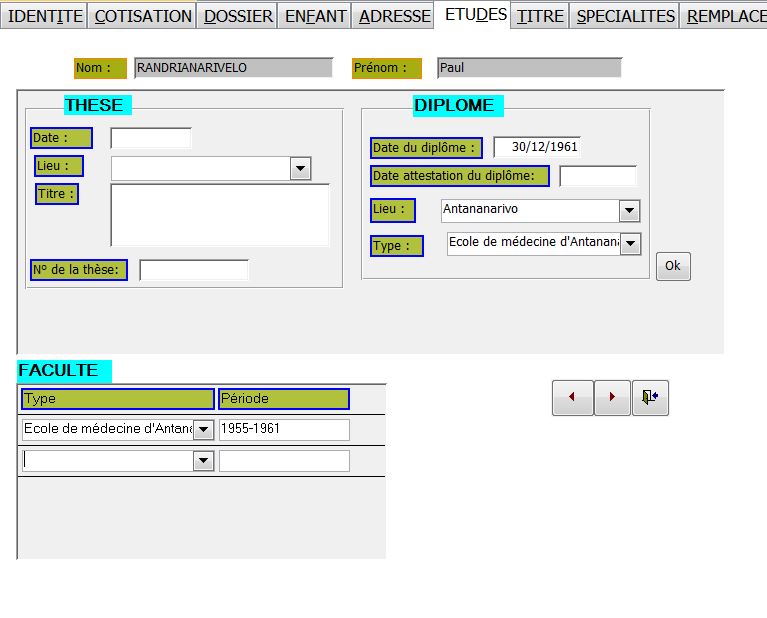 IDENTITE COTISATION DOSSIER ENFANT ADRESSE ETUDES TITRE SPECIALITES REMPLACE
Nom : RANDRIANARIVELO Prénom : Paul
THESE
Date :
Lieu :
Titre :
Nº de la thèse:
DIPLOME
Date du diplôme : 30/12/1961
Date attestation du diplôme:
Lieu : Antananarivo
Type : Ecole de médecine d'Antanana
Ok
FACULTE
Type Période
Ecole de médecine d'Antana 1955-1961